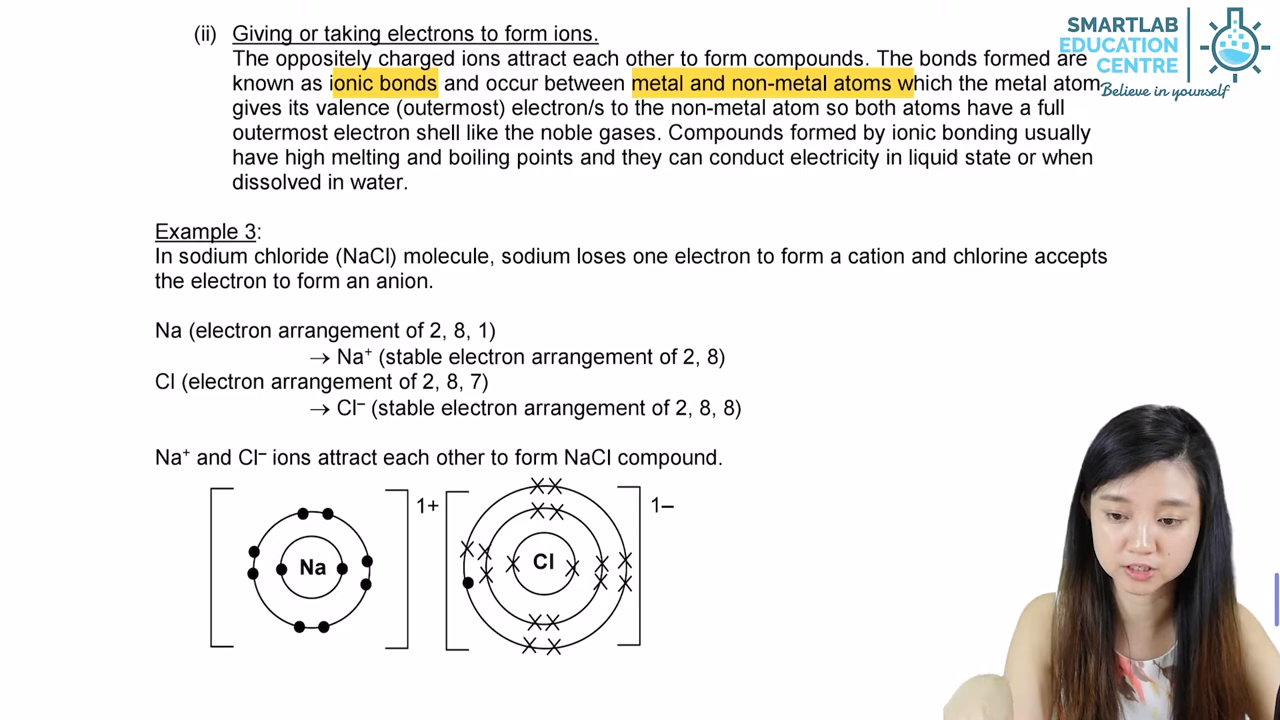 (ii) Giving or taking electrons to form ions.
The oppositely charged ions attract each other to form compounds. The bonds formed are
known as ionic bonds and occur between metal and non-metal atoms which the metal atom
gives its valence (outermost) electron/s to the non-metal atom so both atoms have a full
outermost electron shell like the noble gases. Compounds formed by ionic bonding usually
have high melting and boiling points and they can conduct electricity in liquid state or when
dissolved in water.
SMARTLAB
EDUCATION
CENTRE
Believe in yourself
Example 3:
In sodium chloride (NaCl) molecule, sodium loses one electron to form a cation and chlorine accepts
the electron to form an anion.
Na (electron arrangement of 2, 8, 1)
→ Na⁺ (stable electron arrangement of 2, 8)
Cl (electron arrangement of 2, 8, 7)
→ Cl⁻ (stable electron arrangement of 2, 8, 8)
Na⁺ and Cl⁻ ions attract each other to form NaCl compound.
1+
1–
Na
Cl